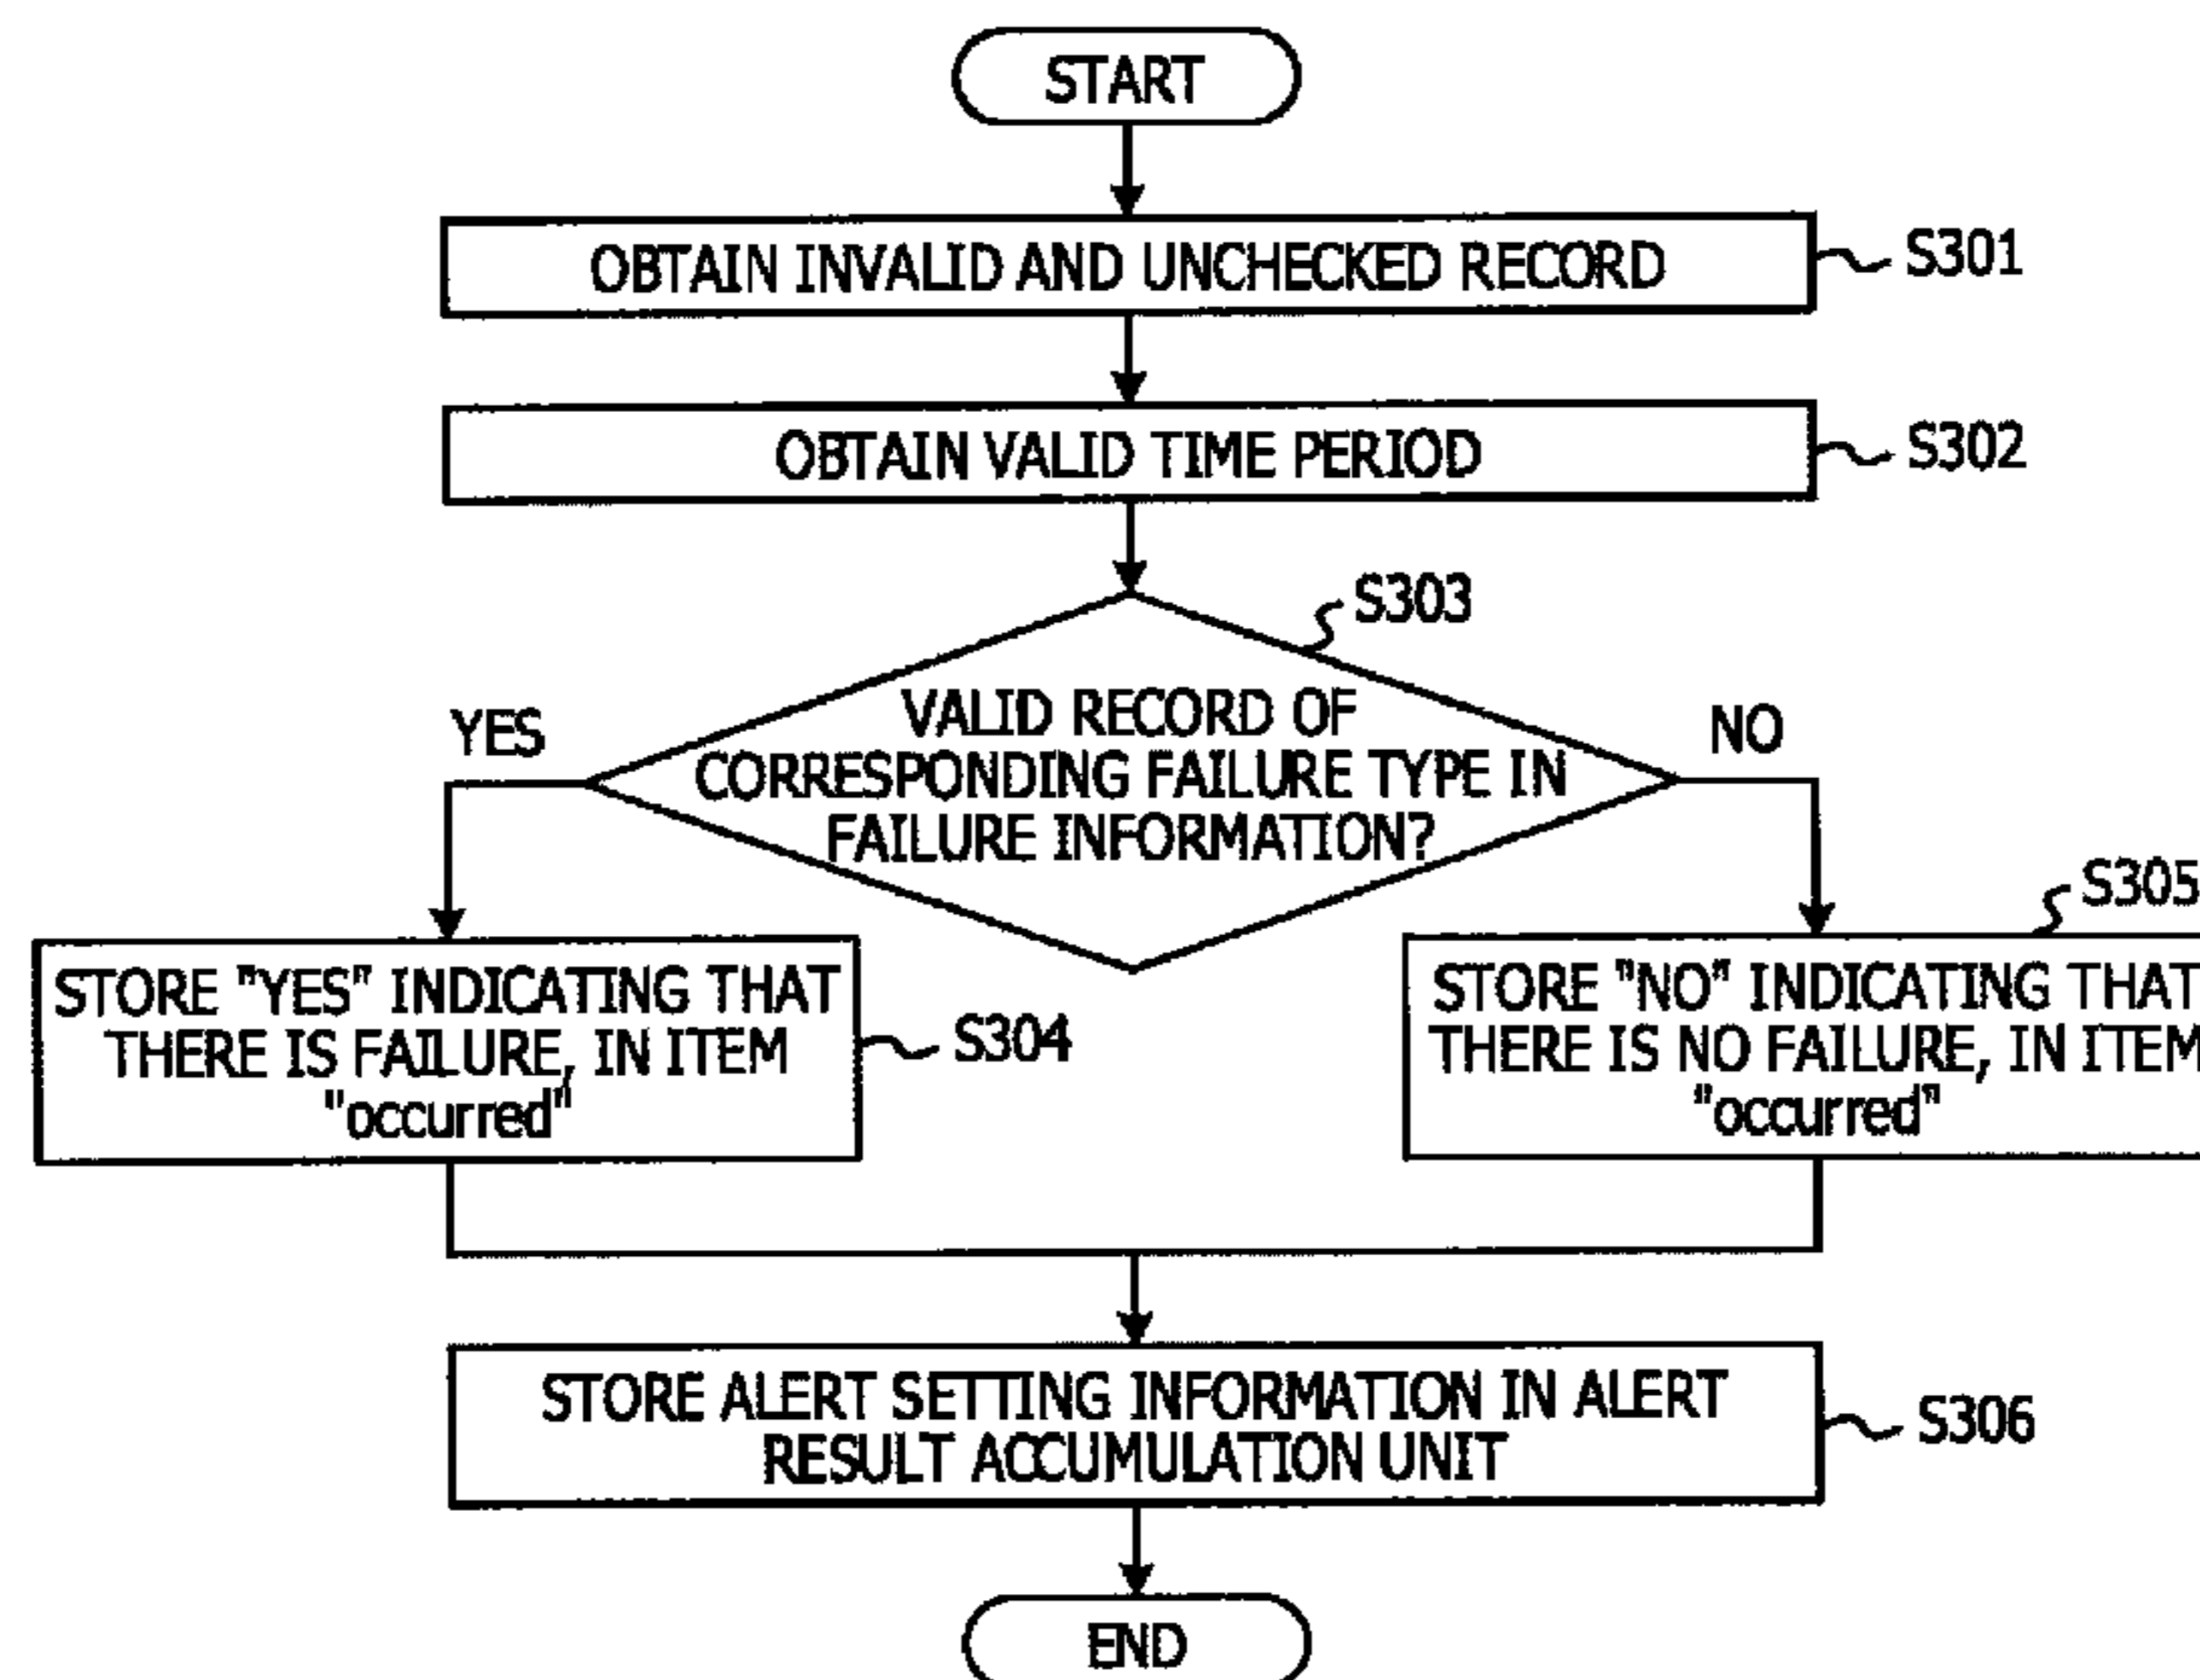 START
OBTAIN INVALID AND UNCHECKED RECORD
S301
OBTAIN VALID TIME PERIOD
S302
S303
VALID RECORD OF
CORRESPONDING FAILURE TYPE IN
FAILURE INFORMATION?
YES
NO
STORE "YES" INDICATING THAT
THERE IS FAILURE, IN ITEM
"occurred"
S304
S305
STORE "NO" INDICATING THAT
THERE IS NO FAILURE, IN ITEM
"occurred"
STORE ALERT SETTING INFORMATION IN ALERT
RESULT ACCUMULATION UNIT
S306
END